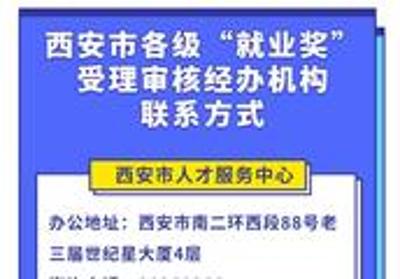 西安市各级“就业奖”
受理审核经办机构
联系方式
西安市人才服务中心
办公地址：西安市南二环西段88号老
三届世纪星大厦4层